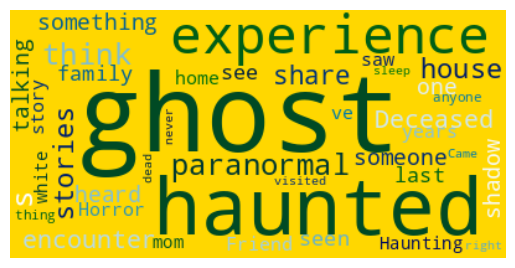 something
experience
think
talking
family
home
see
share
saw
sleep
house
one
anyone
story
ghost
ve
Deceased
years
stories
never
dead
paranormal
someone
Came
white
s
thing
heard
Horror
visited
last
shadow
haunted
encounter
mom
Friend
seen
Haunting
right